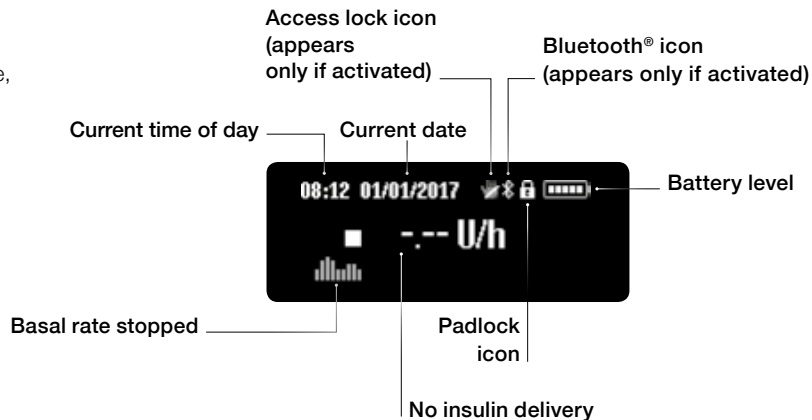 Access lock icon
(appears
only if activated)
Bluetooth® icon
(appears only if activated)
e,
Current time of day
Current date
Battery level
08:12 01/01/2017
-.-- U/h
Basal rate stopped
Padlock
icon
No insulin delivery